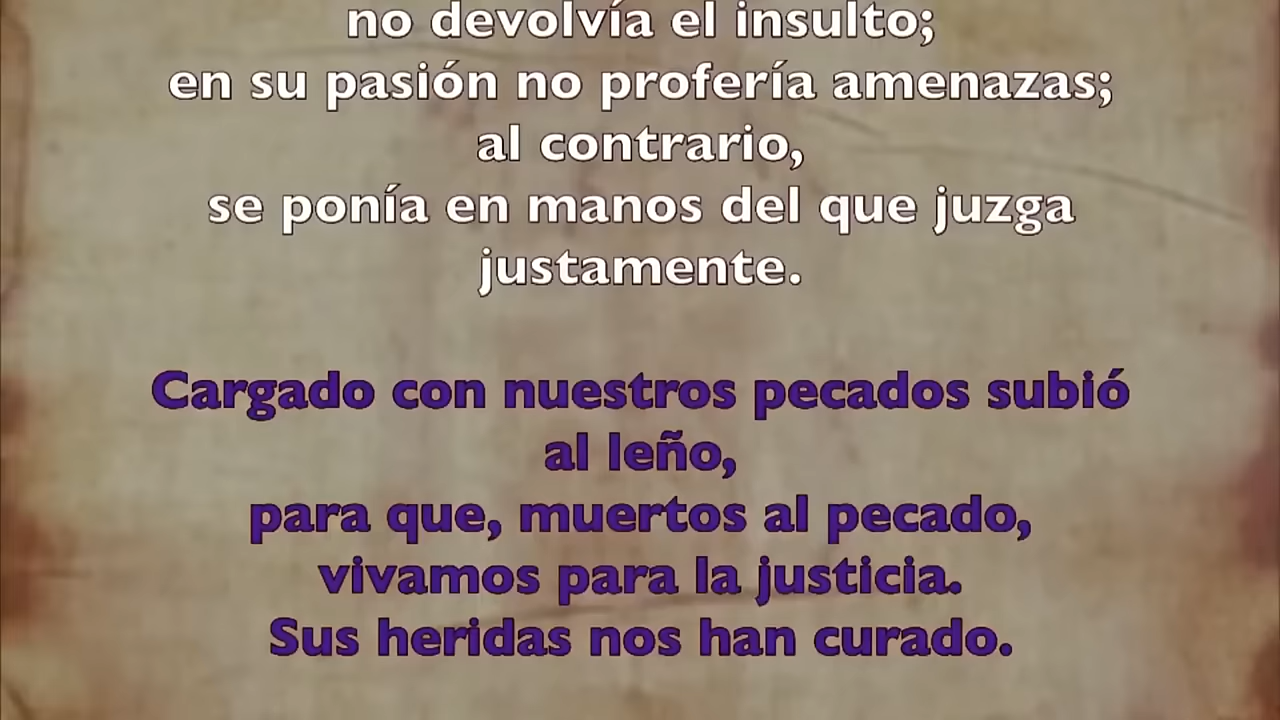 no devolvía el insulto;
en su pasión no profería amenazas;
al contrario,
se ponía en manos del que juzga
justamente.
Cargado con nuestros pecados subió
al leño,
para que, muertos al pecado,
vivamos para la justicia.
Sus heridas nos han curado.